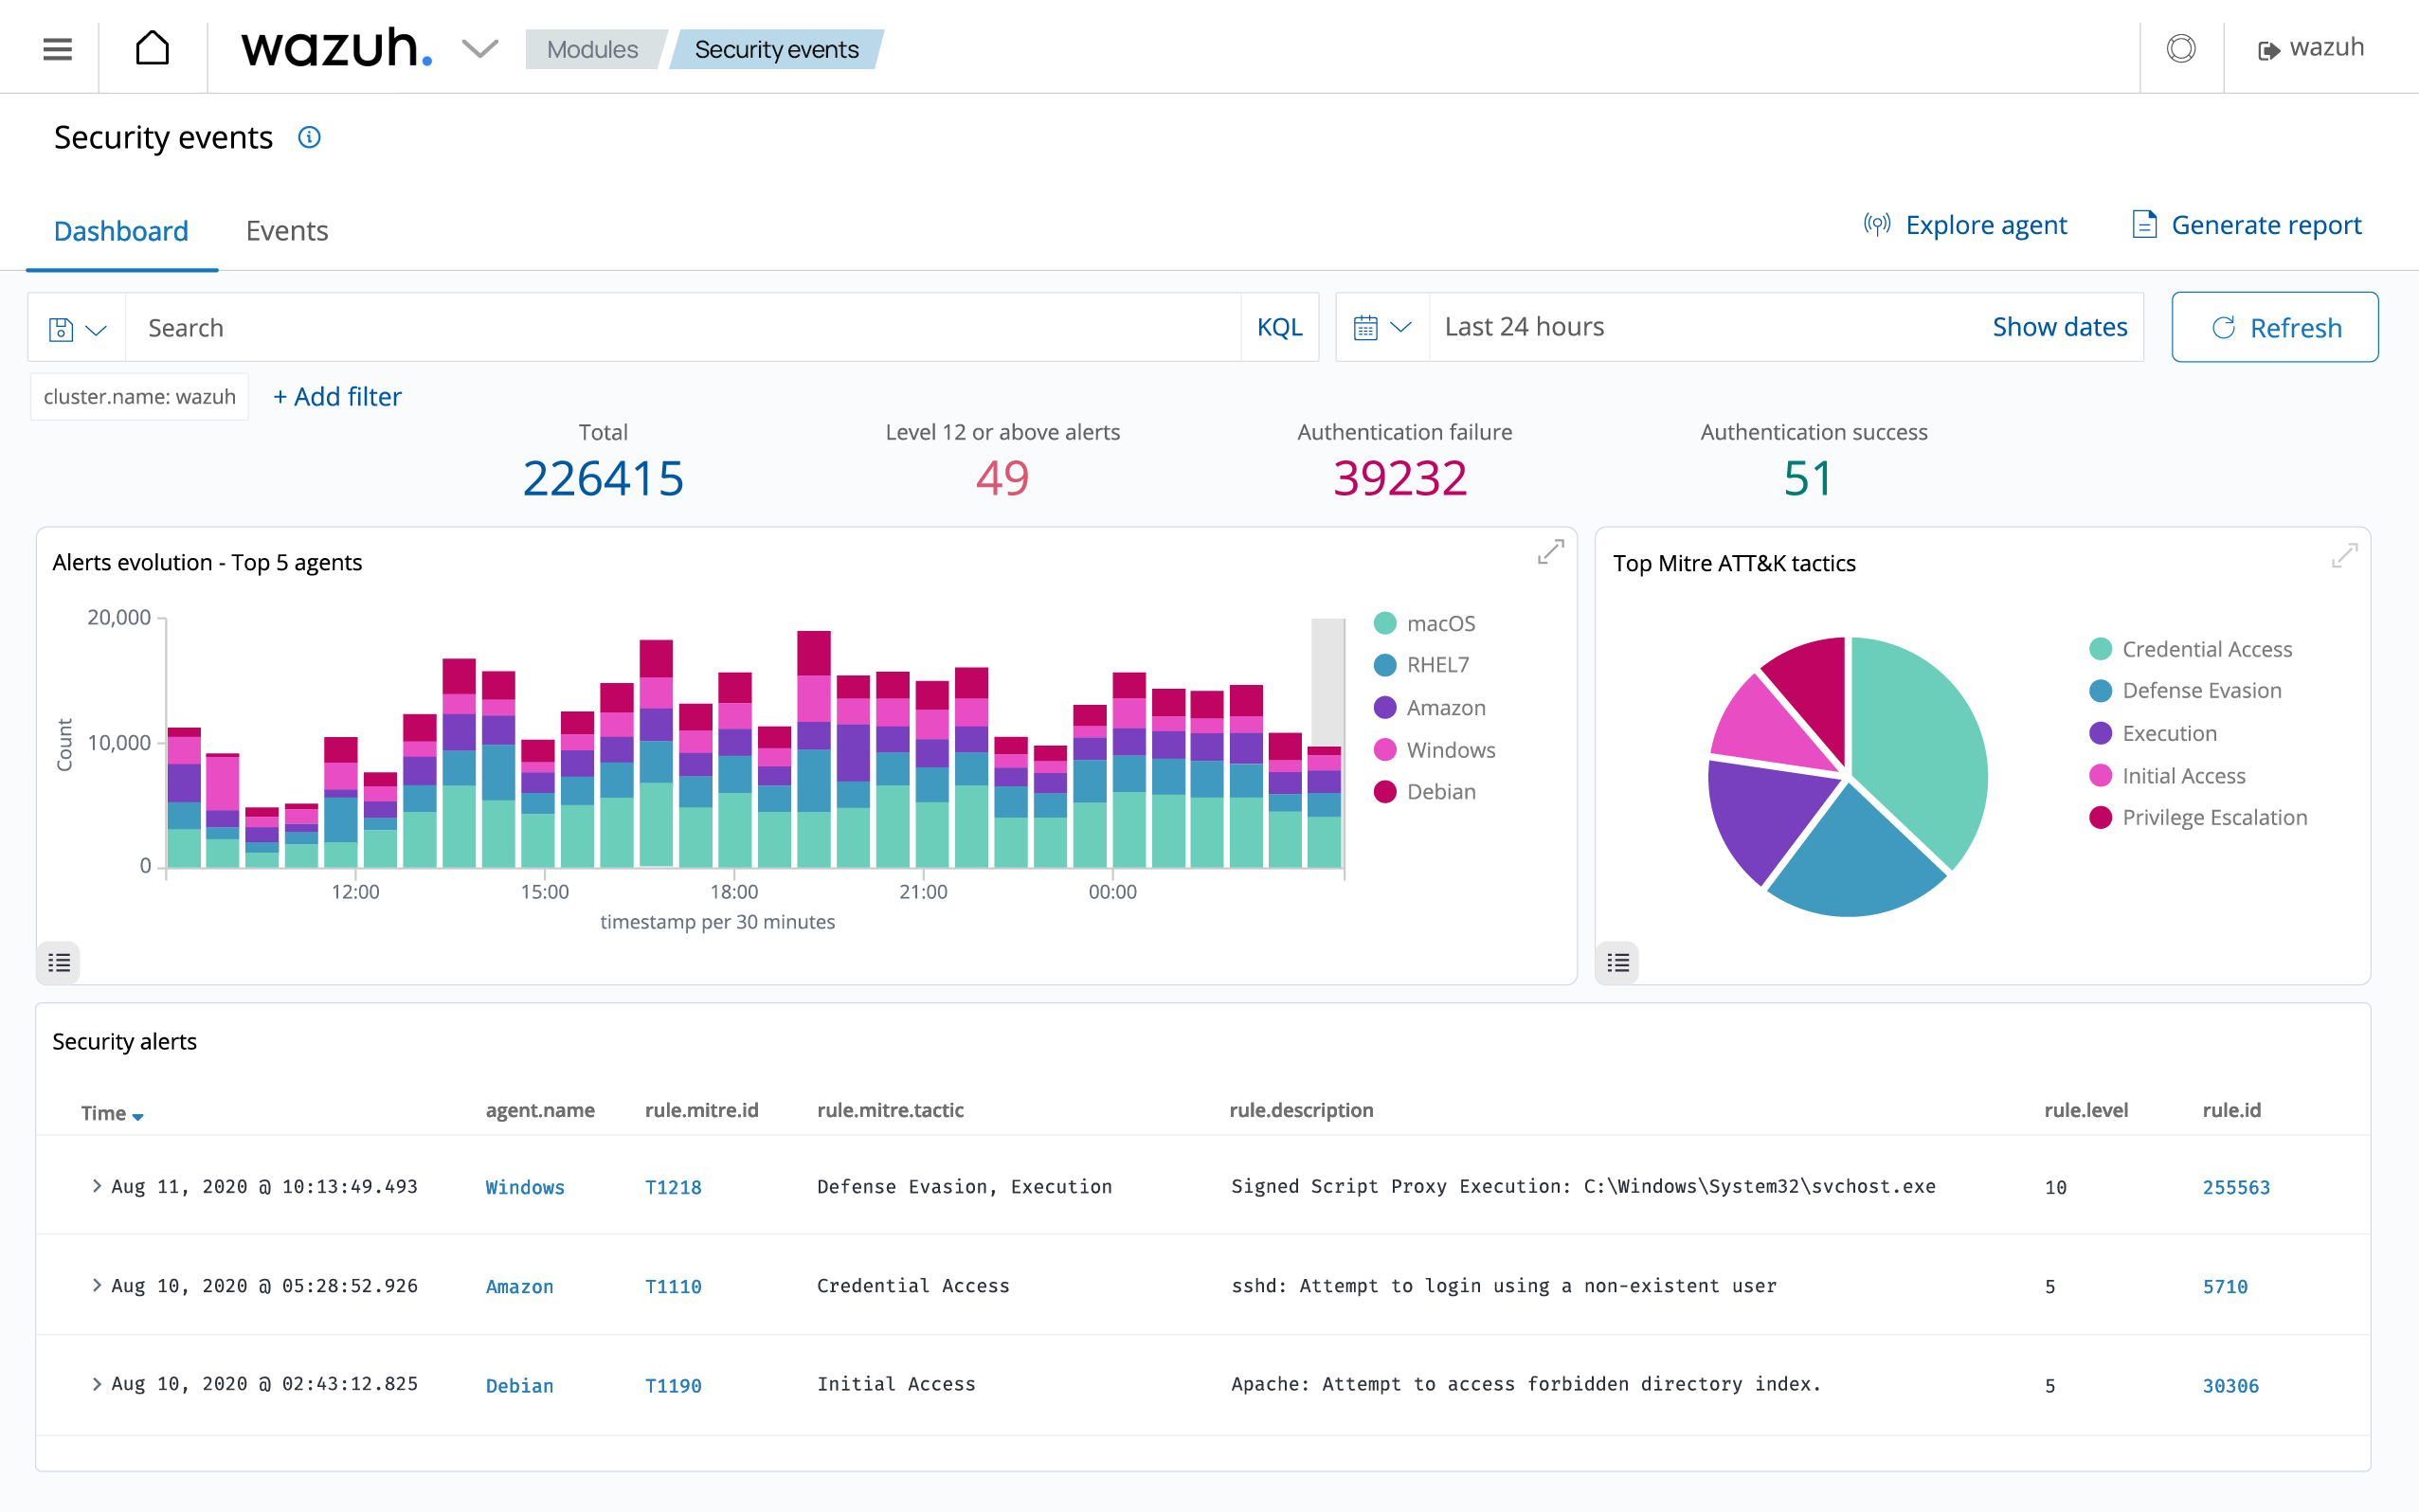 wazuh.
Modules
Security events
wazuh
Security events
Dashboard
Events
Explore agent
Generate report
Search
KQL
Last 24 hours
Show dates
Refresh
cluster.name: wazuh
+ Add filter
Total
226415
Level 12 or above alerts
49
Authentication failure
39232
Authentication success
51
Alerts evolution - Top 5 agents
20,000
10,000
0
Count
12:00
15:00
18:00
21:00
00:00
timestamp per 30 minutes
macOS
RHEL7
Amazon
Windows
Debian
Top Mitre ATT&K tactics
Credential Access
Defense Evasion
Execution
Initial Access
Privilege Escalation
Security alerts
Time agent.name rule.mitre.id rule.mitre.tactic rule.description rule.level rule.id
Aug 11, 2020 @ 10:13:49.493 Windows T1218 Defense Evasion, Execution Signed Script Proxy Execution: C:\Windows\System32\svchost.exe 10 255563
Aug 10, 2020 @ 05:28:52.926 Amazon T1110 Credential Access sshd: Attempt to login using a non-existent user 5 5710
Aug 10, 2020 @ 02:43:12.825 Debian T1190 Initial Access Apache: Attempt to access forbidden directory index. 5 30306